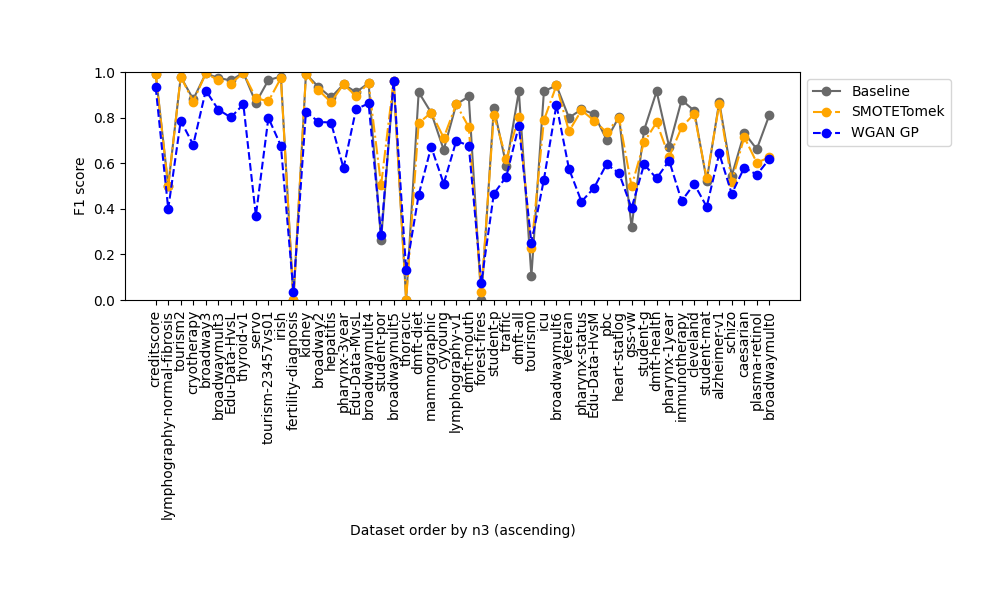 1.0
0.8
0.6
0.4
0.2
0.0
F1 score
Baseline
SMOTETomek
WGAN GP
creditscore
lymphography-normal-fibrosis
tourism2
cryotherapy
broadway3
broadwaymult3
Edu-Data-HvsL
thyroid-v1
servo
tourism-23457vs01
irish
fertility-diagnosis
kidney
broadway2
hepatitis
pharynx-3year
Edu-Data-MvsL
broadwaymult4
student-por
broadwaymult5
thoracic
dmft-diet
mammographic
cryoung
lymphography-v1
dmft-mouth
forest-fires
student-p
traffic
dmft-all
tourism0
icu
broadwaymult6
Veteran
pharynx-status
Edu-Data-HvsM
pbc
heart-statlog
gss-vw
student-g
dmft-health
pharynx-1year
immunotherapy
cleveland
student-mat
alzheimer-v1
schizo
caesarian
plasma-retinol
broadwaymult0
Dataset order by n3 (ascending)